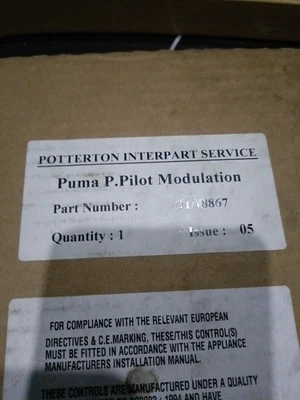 POTTERTON INTERPART SERVICE
Puma P.Pilot Modulation
Part Number :
Quantity : 1 Issue : 05
FOR COMPLIANCE WITH THE RELEVANT EUROPEAN
DIRECTIVES & C.E.MARKING, THESE/THIS CONTROL(S)
MUST BE FITTED IN ACCORDANCE WITH THE APPLIANCE
MANUFACTURERS INSTALLATION MANUAL.
THESE CONTROLS ARE MANUFACTURED UNDER A QUALITY
1994 AND HAVE